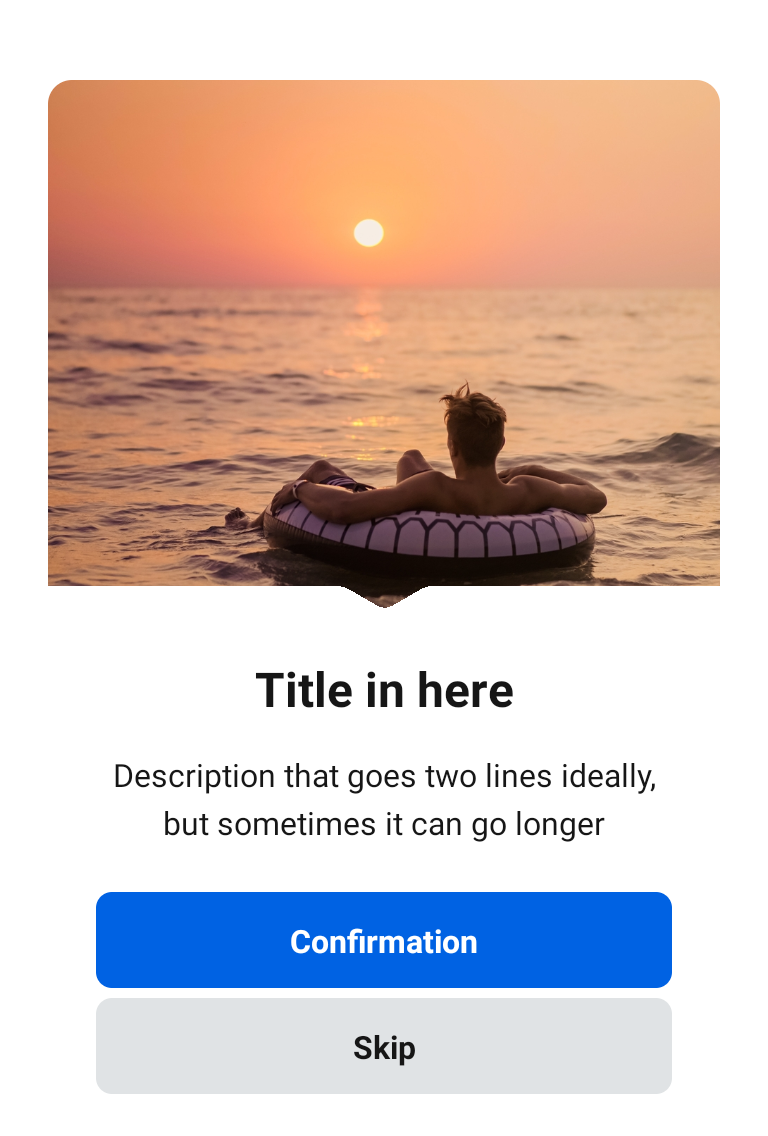 Title in here
Description that goes two lines ideally,
but sometimes it can go longer
Confirmation
Skip